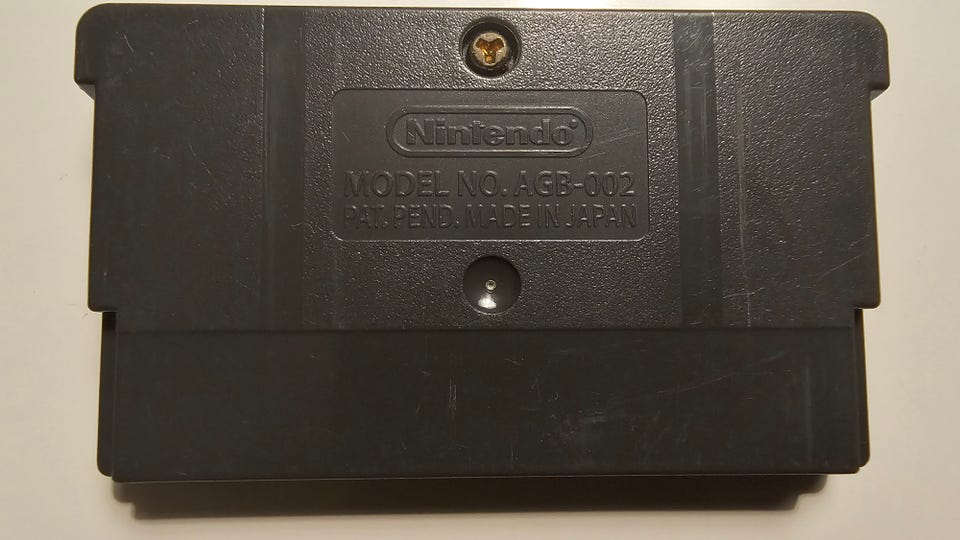 Nintendo
MODEL NO. AGB-002
PAT. PEND. MADE IN JAPAN